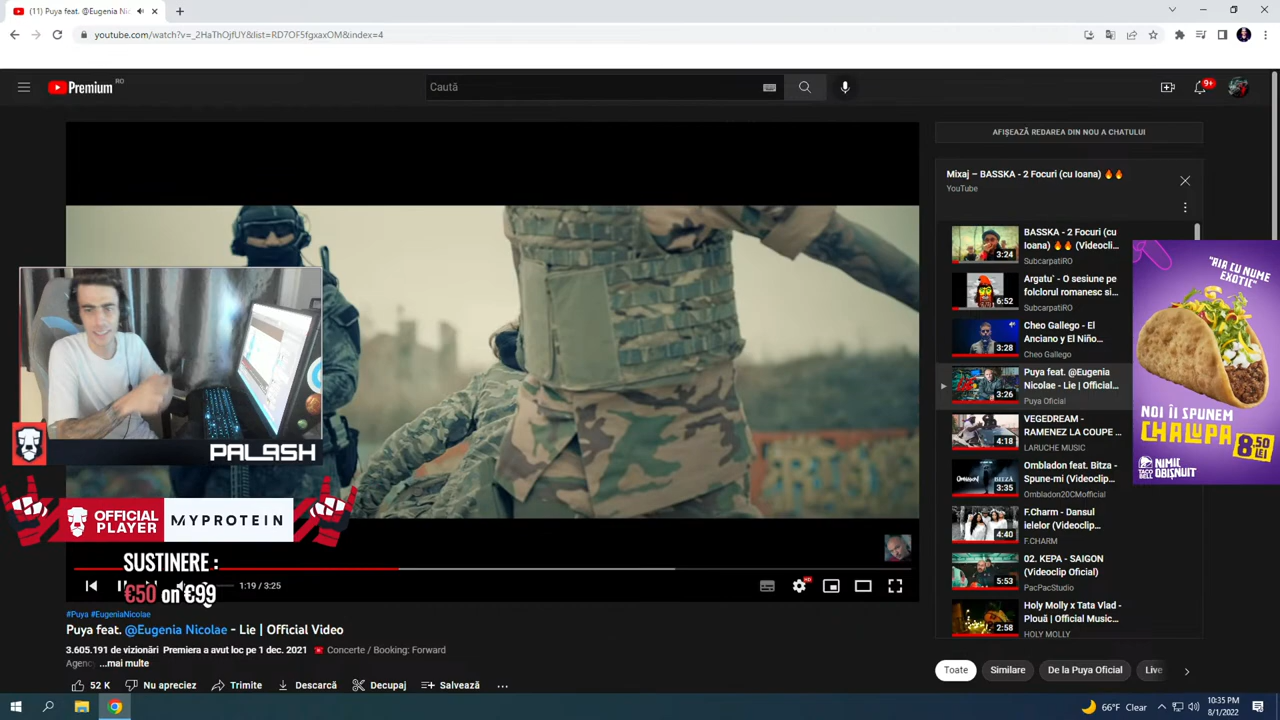 (11) Puya feat. @Eugenia Nic
youtube.com/watch?v=_2HaThOjfUY&list=RD7OF5fgxaxOM&index=4
Premium RO
Caută
9+
AFIȘEAZĂ REDAREA DIN NOU A CHATULUI
Mixaj – BASSKA - 2 Focuri (cu Ioana) 🔥🔥
YouTube
BASSKA - 2 Focuri (cu
Ioana) 🔥🔥 (Videocli...
SubcarpatiRO
3:24
Argatu' - O sesiune pe
folclorul romanesc si...
SubcarpatiRO
6:52
Cheo Gallego - El
Anciano y El Niño...
Cheo Gallego
3:28
Puya feat. @Eugenia
Nicolae - Lie | Official...
Puya Oficial
3:26
VEGEDREAM -
RAMENEZ LA COUPE ...
LARUCHE MUSIC
4:18
Ombladon feat. Bitza -
Spune-mi (Videocli...
Ombladon20CMofficial
3:35
F.Charm - Dansul
ielelor (Videoclip...
F.CHARM
4:40
02. KEPA - SAIGON
(Videoclip Oficial)
PacPacStudio
5:53
Holy Molly x Tata Vlad -
Plouă | Official Music...
HOLY MOLLY
2:58
"AIA CU NUME
EXOTIC"
NOI ÎI SPUNEM
CHALUPA
8,50
LEI
TACO
BELL
NIMIC
OBIȘNUIT
PALASH
OFFICIAL
PLAYER
MYPROTEIN
SUSTINERE :
€50 on €99
1:19 / 3:25
HD
#Puya #EugeniaNicolae
Puya feat. @Eugenia Nicolae - Lie | Official Video
3.605.191 de vizionări Premiera a avut loc pe 1 dec. 2021 Concerte / Booking: Forward
Agency ...mai multe
52 K
Nu apreciez
Trimite
Descarcă
Decupaj
Salvează
Toate
Similare
De la Puya Oficial
Live
66°F Clear
10:35 PM
8/1/2022